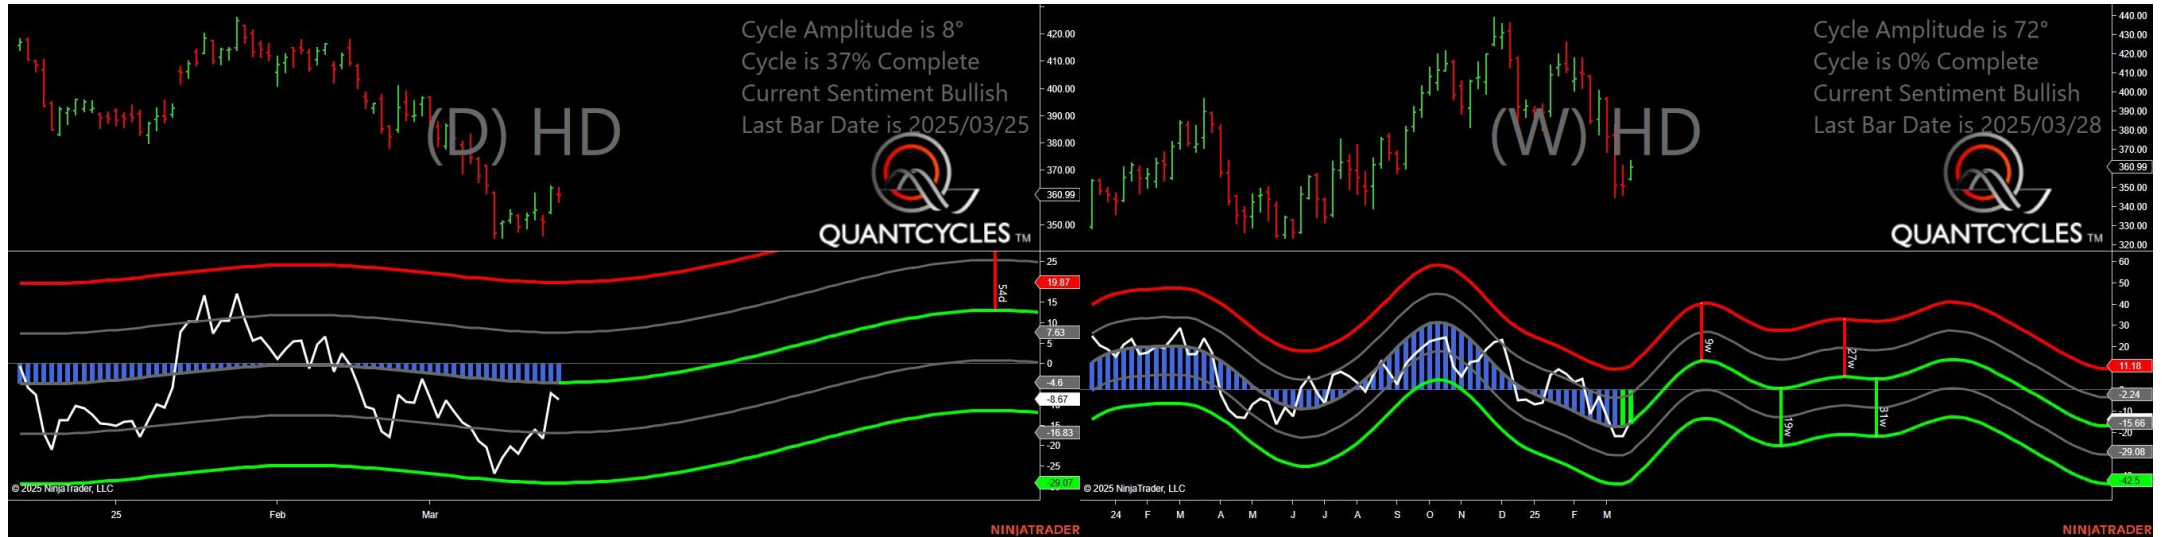 Cycle Amplitude is 8°
Cycle is 37% Complete
Current Sentiment Bullish
Last Bar Date is 2025/03/25
(D) HD
QUANTCYCLES TM
420.00
400.00
390.00
380.00
370.00
360.99
350.00
54d
25
19.87
15
10
7.63
5
0
-4.6
-8.67
-16.83
-20
-25
-29.07
© 2025 NinjaTrader, LLC
25
Feb
Mar
NINJATRADER
Cycle Amplitude is 72°
Cycle is 0% Complete
Current Sentiment Bullish
Last Bar Date is 2025/03/28
(W) HD
QUANTCYCLES TM
440.00
430.00
420.00
410.00
400.00
390.00
380.00
370.00
360.99
350.00
340.00
330.00
320.00
9w
27w
19w
31w
60
50
40
30
20
11.18
-2.24
-10
-15.66
-20
-29.08
-42.5
© 2025 NinjaTrader, LLC
24 F M A M J J A S O N D 25 F M
NINJATRADER